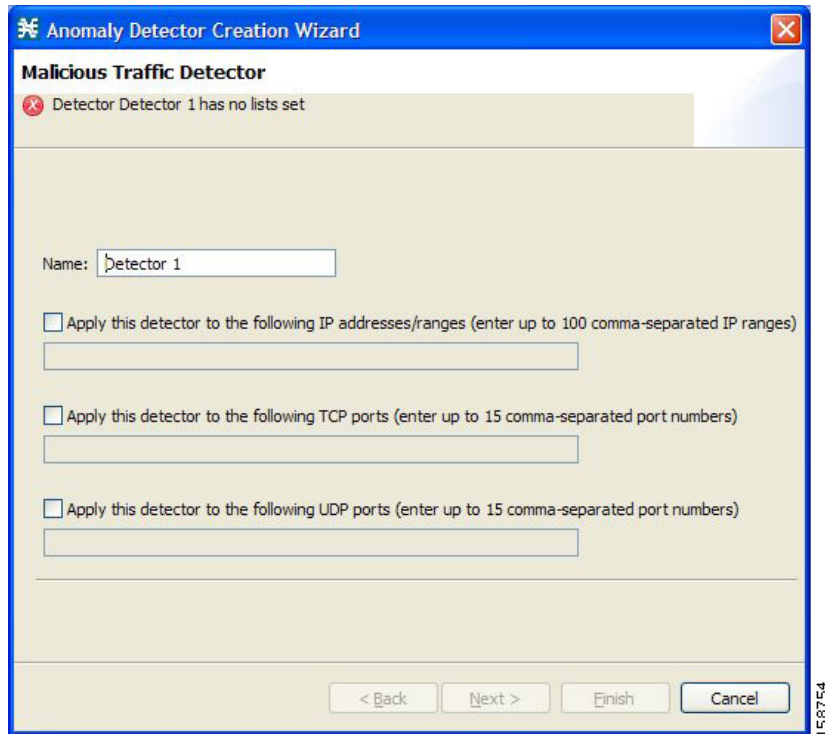 Anomaly Detector Creation Wizard
Malicious Traffic Detector
Detector Detector 1 has no lists set
Name: Detector 1
Apply this detector to the following IP addresses/ranges (enter up to 100 comma-separated IP ranges)
Apply this detector to the following TCP ports (enter up to 15 comma-separated port numbers)
Apply this detector to the following UDP ports (enter up to 15 comma-separated port numbers)
< Back Next > Finish Cancel
158754